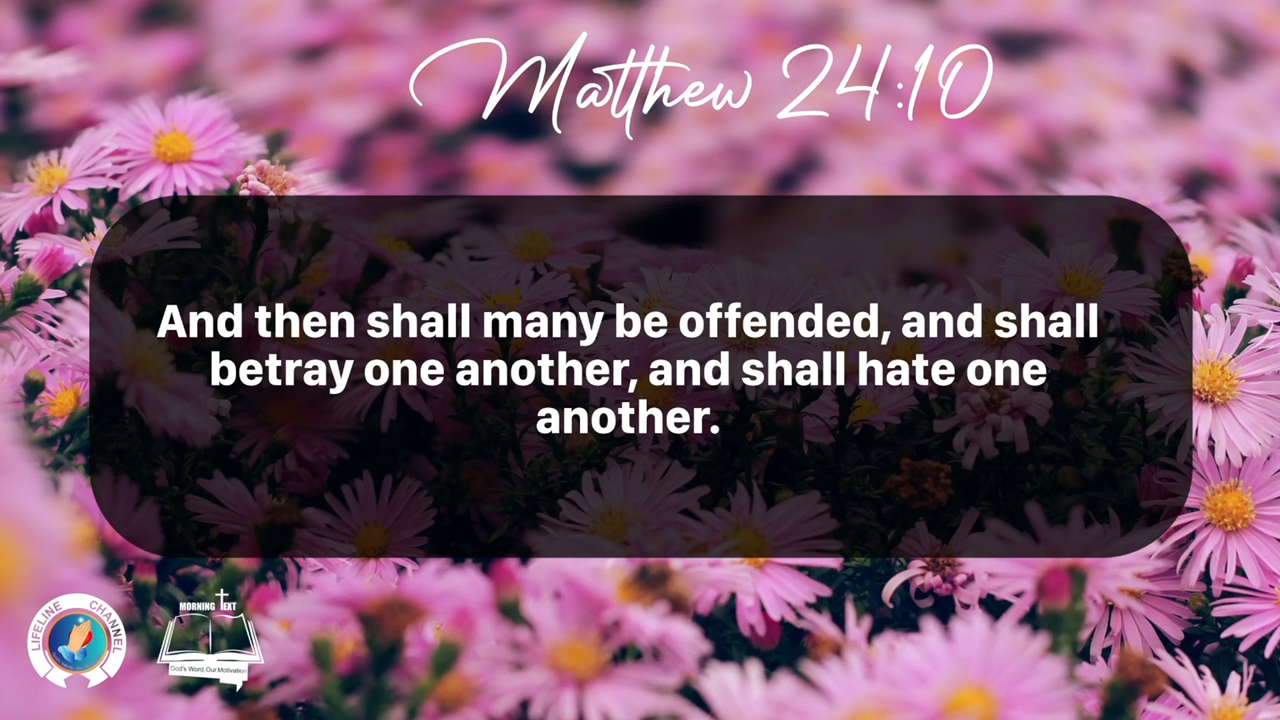 Matthew 24:10
And then shall many be offended, and shall
betray one another, and shall hate one
another.
LIFELINE CHANNEL
MORNING TEXT
God's Word, Our Motivation